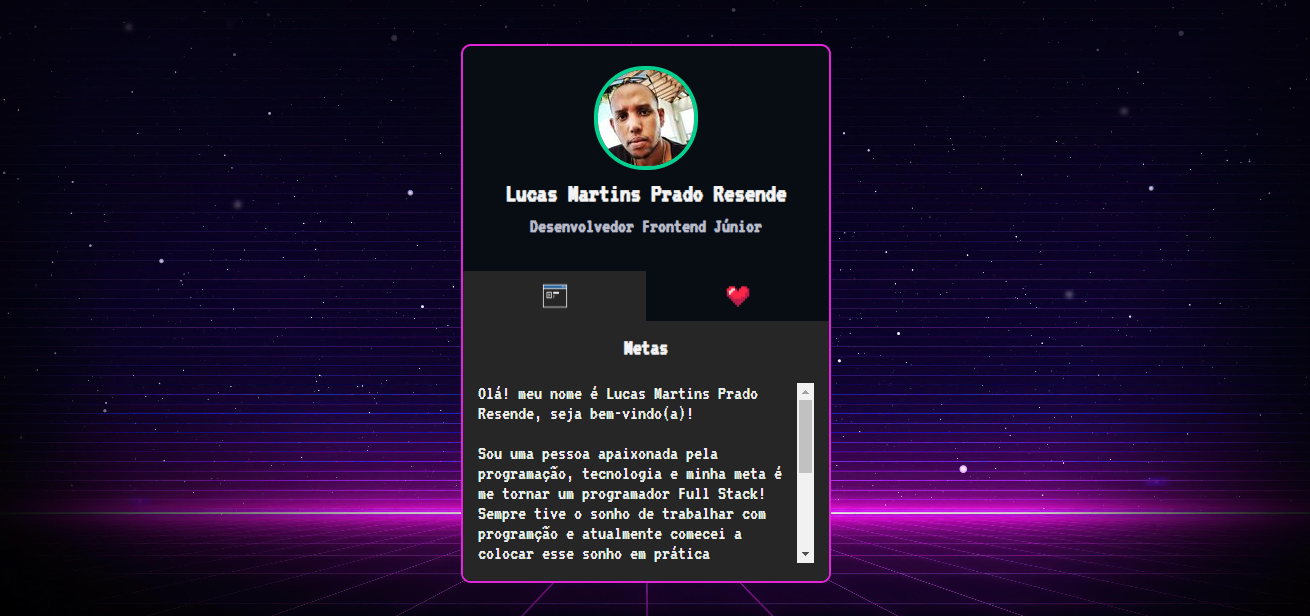 Lucas Martins Prado Resende
Desenvolvedor Frontend Júnior
Metas
Olá! meu nome é Lucas Martins Prado
Resende, seja bem-vindo(a)!
Sou uma pessoa apaixonada pela
programação, tecnologia e minha meta é
me tornar um programador Full Stack!
Sempre tive o sonho de trabalhar com
programção e atualmente comecei a
colocar esse sonho em prática